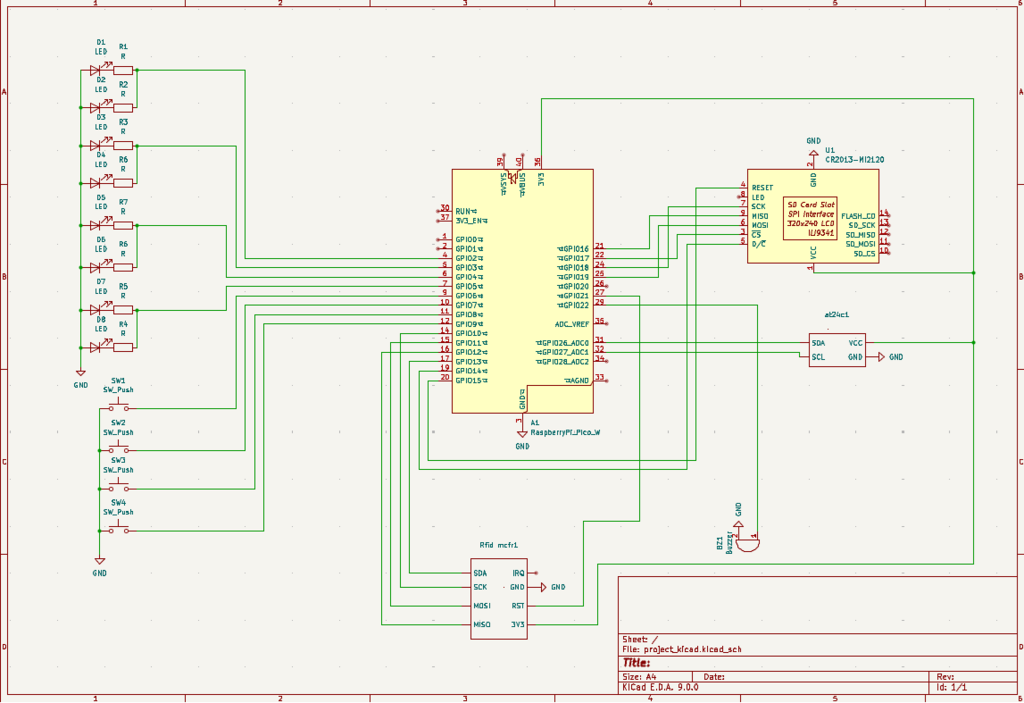 1 2 3 4 5 6
A
B
C
D
D1
LED
R1
R
D2
LED
R2
R
D3
LED
R3
R
D4
LED
R6
R
D5
LED
R7
R
D6
LED
R6
R
D7
LED
R5
R
D8
LED
R4
R
GND
SW1
SW_Push
SW2
SW_Push
SW3
SW_Push
SW4
SW_Push
GND
39 40 36
VSYS VBUS 3V3
30 RUN
37 3V3_EN
1 GPIO0
2 GPIO1
4 GPIO2
5 GPIO3
6 GPIO4
7 GPIO5
9 GPIO6
10 GPIO7
11 GPIO8
12 GPIO9
14 GPIO10
15 GPIO11
16 GPIO12
17 GPIO13
19 GPIO14
20 GPIO15
GPIO16 21
GPIO17 22
GPIO18 24
GPIO19 25
GPIO20 26
GPIO21 27
GPIO22 29
ADC_VREF 35
GPIO26_ADC0 31
GPIO27_ADC1 32
GPIO28_ADC2 34
AGND 33
GND
3
A1
RaspberryPi_Pico_W
GND
GND
U1
CR2013-MI2120
2
GND
4 RESET
8 LED
7 SCK
9 MISO
6 MOSI
3 CS
5 D/C
SD Card Slot
SPI Interface
320x240 LCD
ILI9341
FLASH_CD 14
SD_SCK 13
SD_MISO 12
SD_MOSI 11
SD_CS 10
VCC
1
at24c1
SDA VCC
SCL GND
GND
GND
BZ1
Buzzer
2 1
Rfid mcfr1
SDA IRQ
SCK GND
MOSI RST
MISO 3V3
GND
Sheet: /
File: project_kicad.kicad_sch
Title:
Size: A4 Date: Rev:
KiCad E.D.A. 9.0.0 Id: 1/1
A
B
C
D
1 2 3 4 5 6